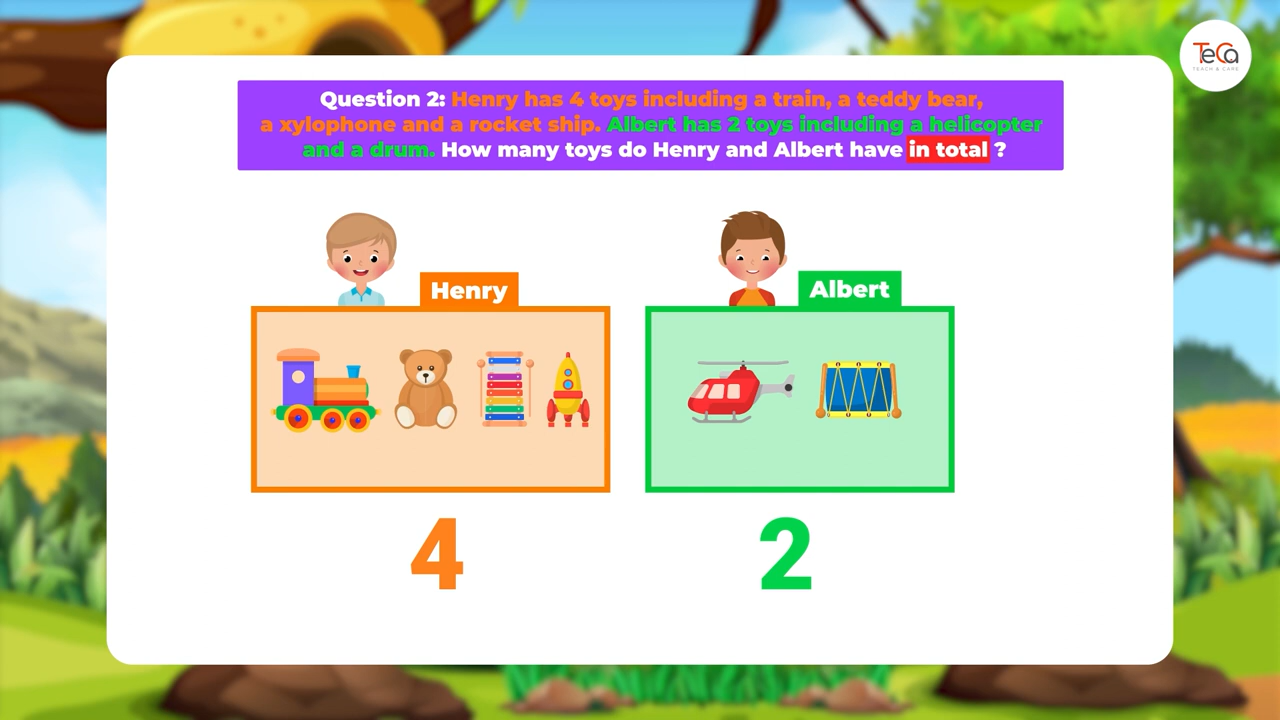 TeCa
TEACH & CARE
Question 2: Henry has 4 toys including a train, a teddy bear,
a xylophone and a rocket ship. Albert has 2 toys including a helicopter
and a drum. How many toys do Henry and Albert have in total ?
Henry
Albert
4
2